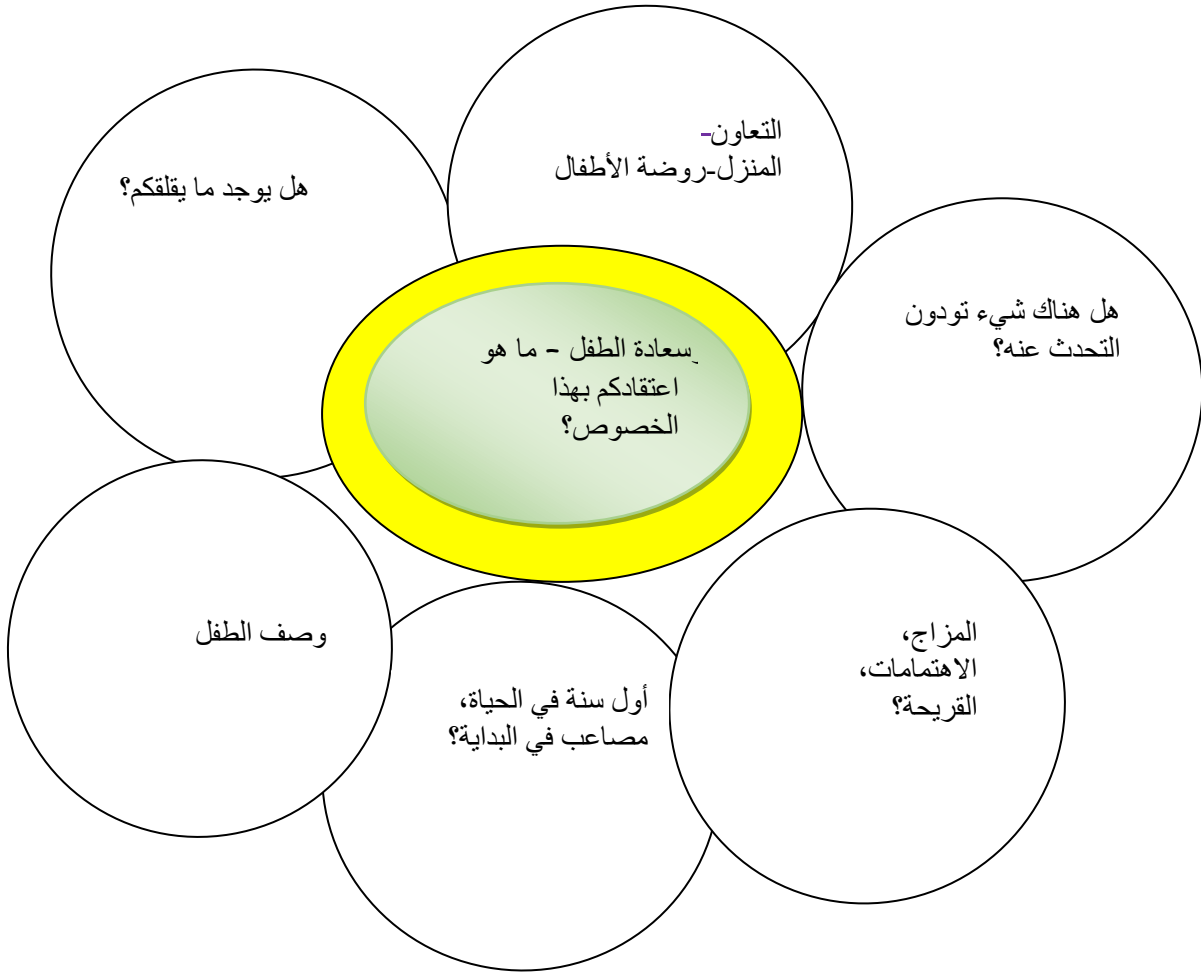 التعاون-
المنزل-روضة الأطفال
هل يوجد ما يقلقكم؟
هل هناك شيء تودون
التحدث عنه؟
سعادة الطفل – ما هو
اعتقادكم بهذا
الخصوص؟
وصف الطفل
المزاج،
الاهتمامات،
القريحة؟
أول سنة في الحياة،
مصاعب في البداية؟